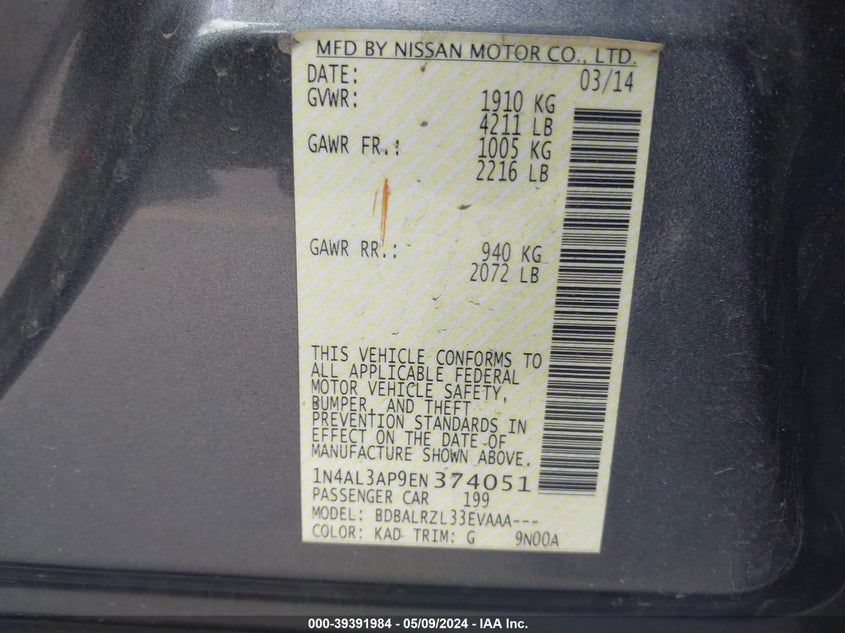 MFD BY NISSAN MOTOR CO., LTD.
DATE: 03/14
GVWR: 1910 KG
4211 LB
GAWR FR.: 1005 KG
2216 LB
GAWR RR.: 940 KG
2072 LB
THIS VEHICLE CONFORMS TO
ALL APPLICABLE FEDERAL
MOTOR VEHICLE SAFETY,
BUMPER, AND THEFT
PREVENTION STANDARDS IN
EFFECT ON THE DATE OF
MANUFACTURE SHOWN ABOVE.
1N4AL3AP9EN374051
PASSENGER CAR 199
MODEL: BDBALRZL33EVAAA---
COLOR: KAD TRIM: G 9N00A
000-39391984 / 05/09/2024 - IAA Inc.